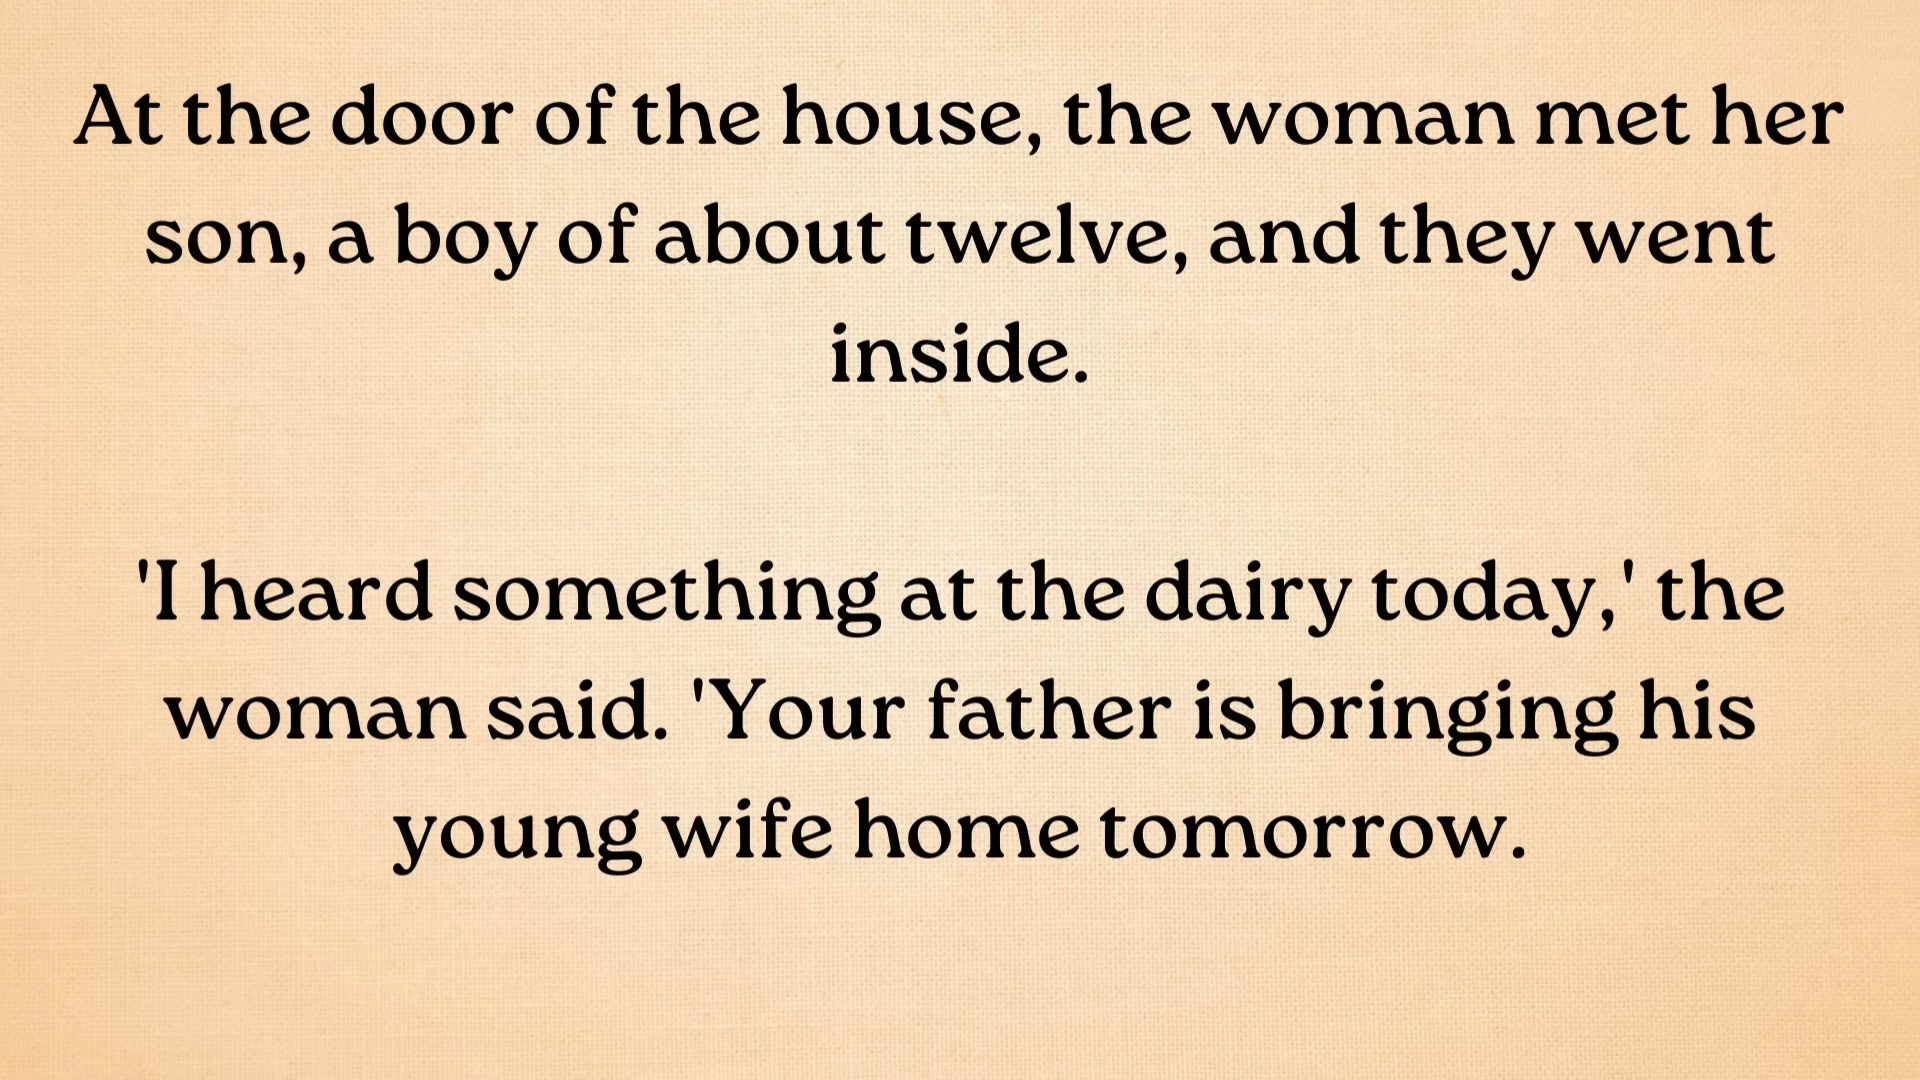 At the door of the house, the woman met her
son, a boy of about twelve, and they went
inside.
'I heard something at the dairy today,' the
woman said. 'Your father is bringing his
young wife home tomorrow.